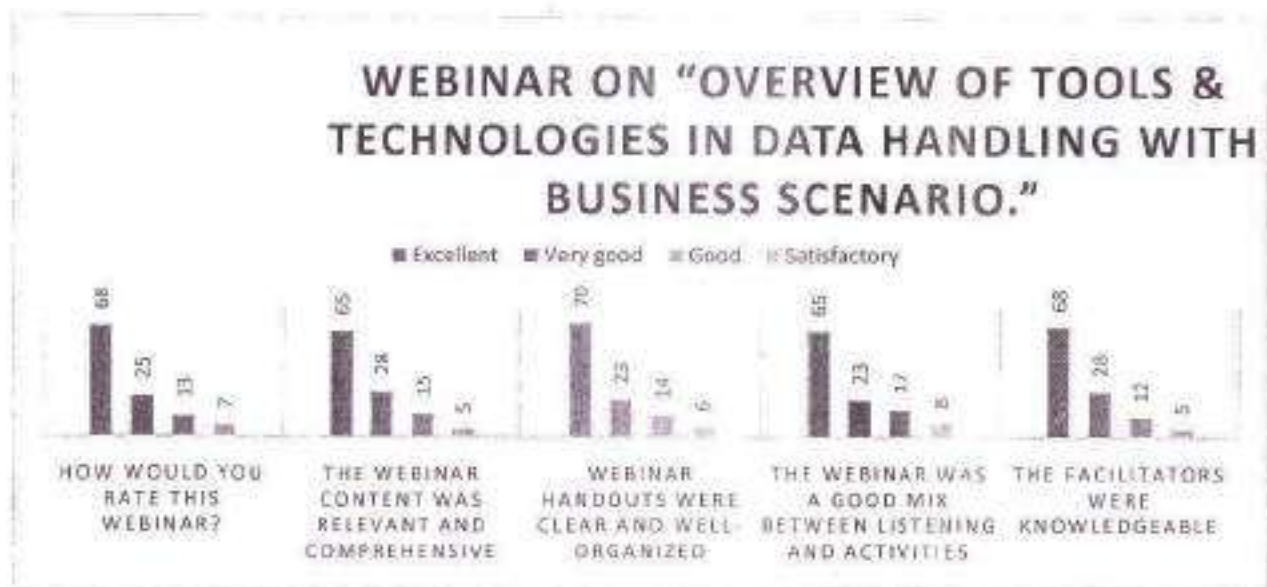 WEBINAR ON “OVERVIEW OF TOOLS &
TECHNOLOGIES IN DATA HANDLING WITH
BUSINESS SCENARIO.”
Excellent Very good Good Satisfactory
68 25 13 7
65 28 15 5
70 23 14 6
65 23 17 8
68 28 12 5
HOW WOULD YOU
RATE THIS
WEBINAR?
THE WEBINAR
CONTENT WAS
RELEVANT AND
COMPREHENSIVE
WEBINAR
HANDOUTS WERE
CLEAR AND WELL-
ORGANIZED
THE WEBINAR WAS
A GOOD MIX
BETWEEN LISTENING
AND ACTIVITIES
THE FACILITATORS
WERE
KNOWLEDGEABLE